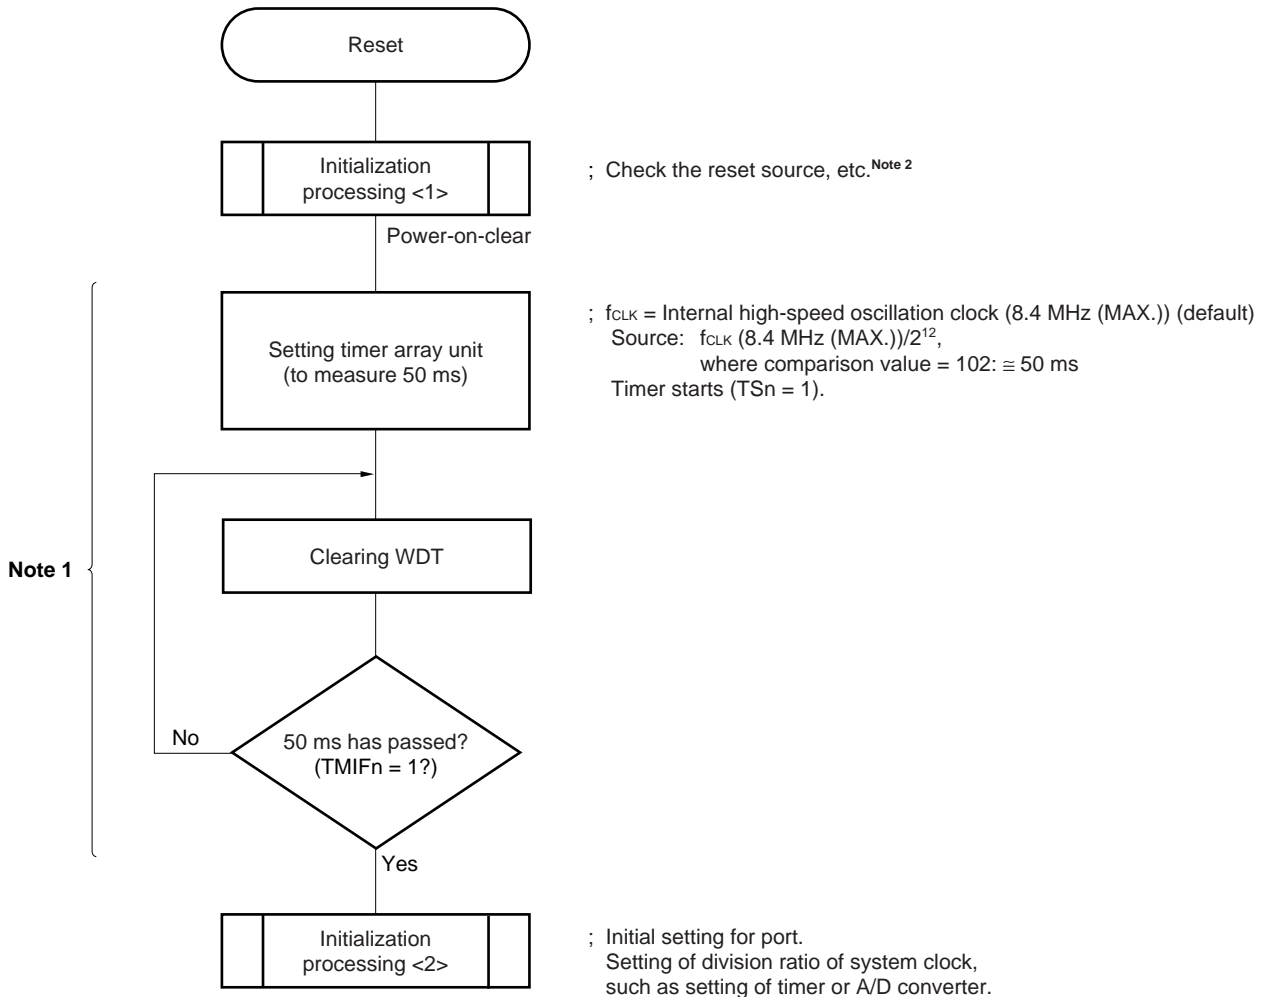 Reset
Initialization
processing <1>
; Check the reset source, etc.Note 2
Power-on-clear
Setting timer array unit
(to measure 50 ms)
; fCLK = Internal high-speed oscillation clock (8.4 MHz (MAX.)) (default)
Source: fCLK (8.4 MHz (MAX.))/2^12,
where comparison value = 102: ≅ 50 ms
Timer starts (TSn = 1).
Clearing WDT
Note 1
No
50 ms has passed?
(TMIFn = 1?)
Yes
Initialization
processing <2>
; Initial setting for port.
Setting of division ratio of system clock,
such as setting of timer or A/D converter.